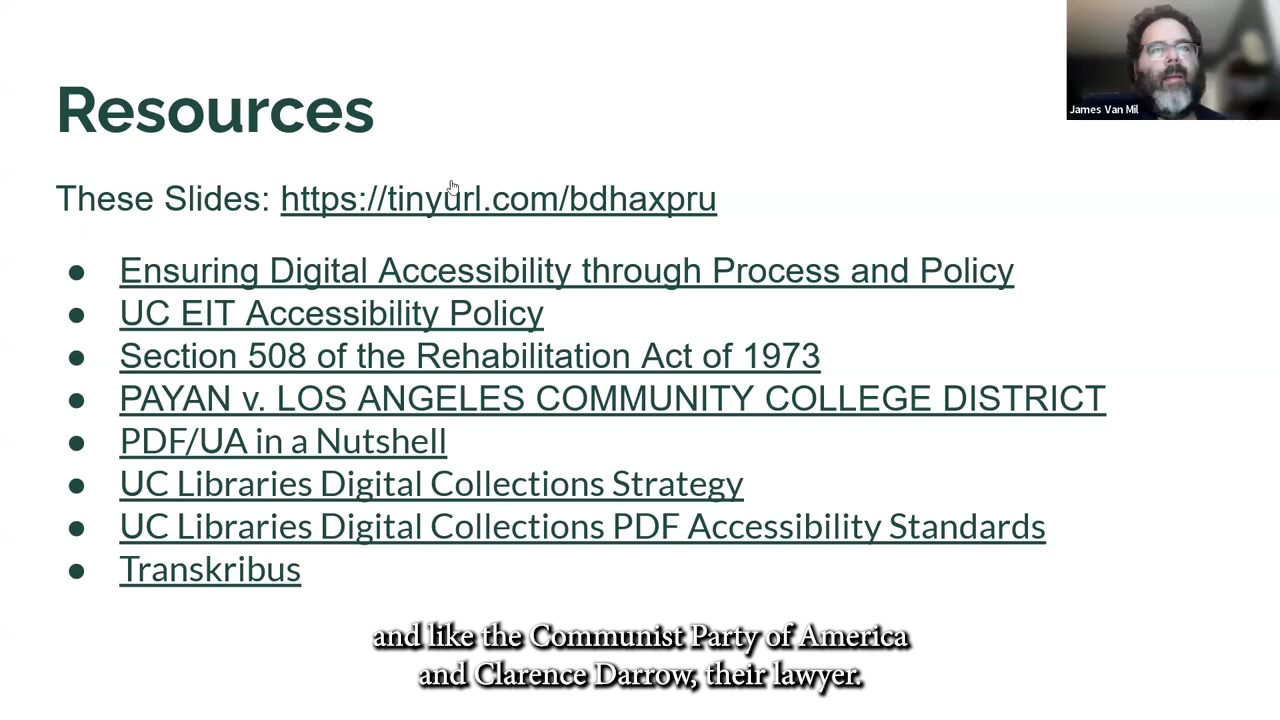 James Van Mil
Resources
These Slides: https://tinyurl.com/bdhaxpru
● Ensuring Digital Accessibility through Process and Policy
● UC EIT Accessibility Policy
● Section 508 of the Rehabilitation Act of 1973
● PAYAN v. LOS ANGELES COMMUNITY COLLEGE DISTRICT
● PDF/UA in a Nutshell
● UC Libraries Digital Collections Strategy
● UC Libraries Digital Collections PDF Accessibility Standards
● Transkribus
and like the Communist Party of America
and Clarence Darrow, their lawyer.